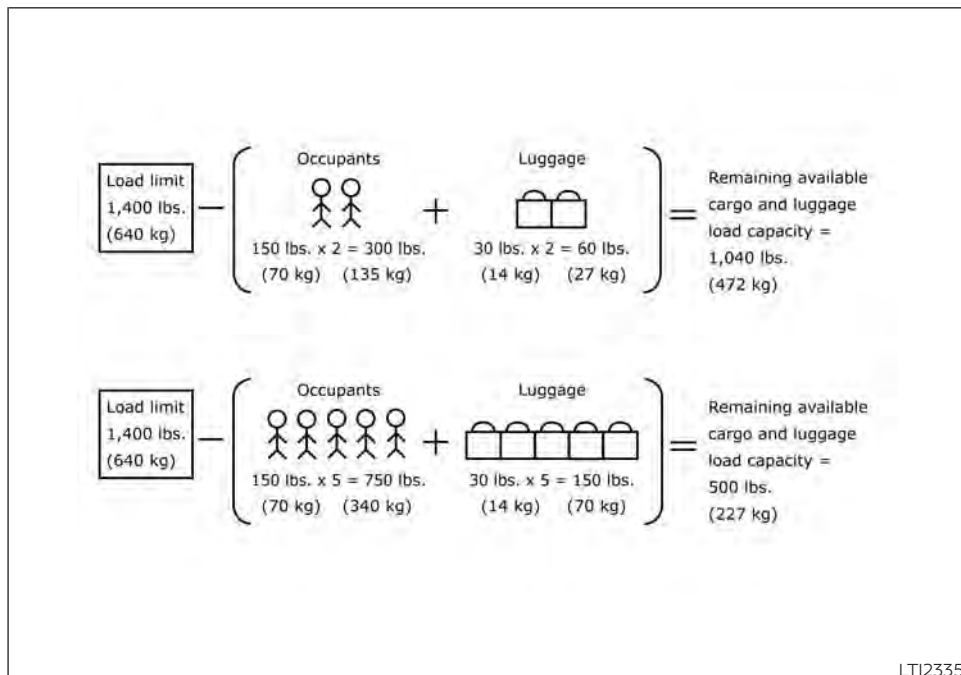 Occupants
Luggage
Load limit
1,400 lbs.
(640 kg)
150 lbs. x 2 = 300 lbs.
(70 kg) (135 kg)
30 lbs. x 2 = 60 lbs.
(14 kg) (27 kg)
Remaining available
cargo and luggage
load capacity =
1,040 lbs.
(472 kg)
Occupants
Luggage
Load limit
1,400 lbs.
(640 kg)
150 lbs. x 5 = 750 lbs.
(70 kg) (340 kg)
30 lbs. x 5 = 150 lbs.
(14 kg) (70 kg)
Remaining available
cargo and luggage
load capacity =
500 lbs.
(227 kg)
LTI2335